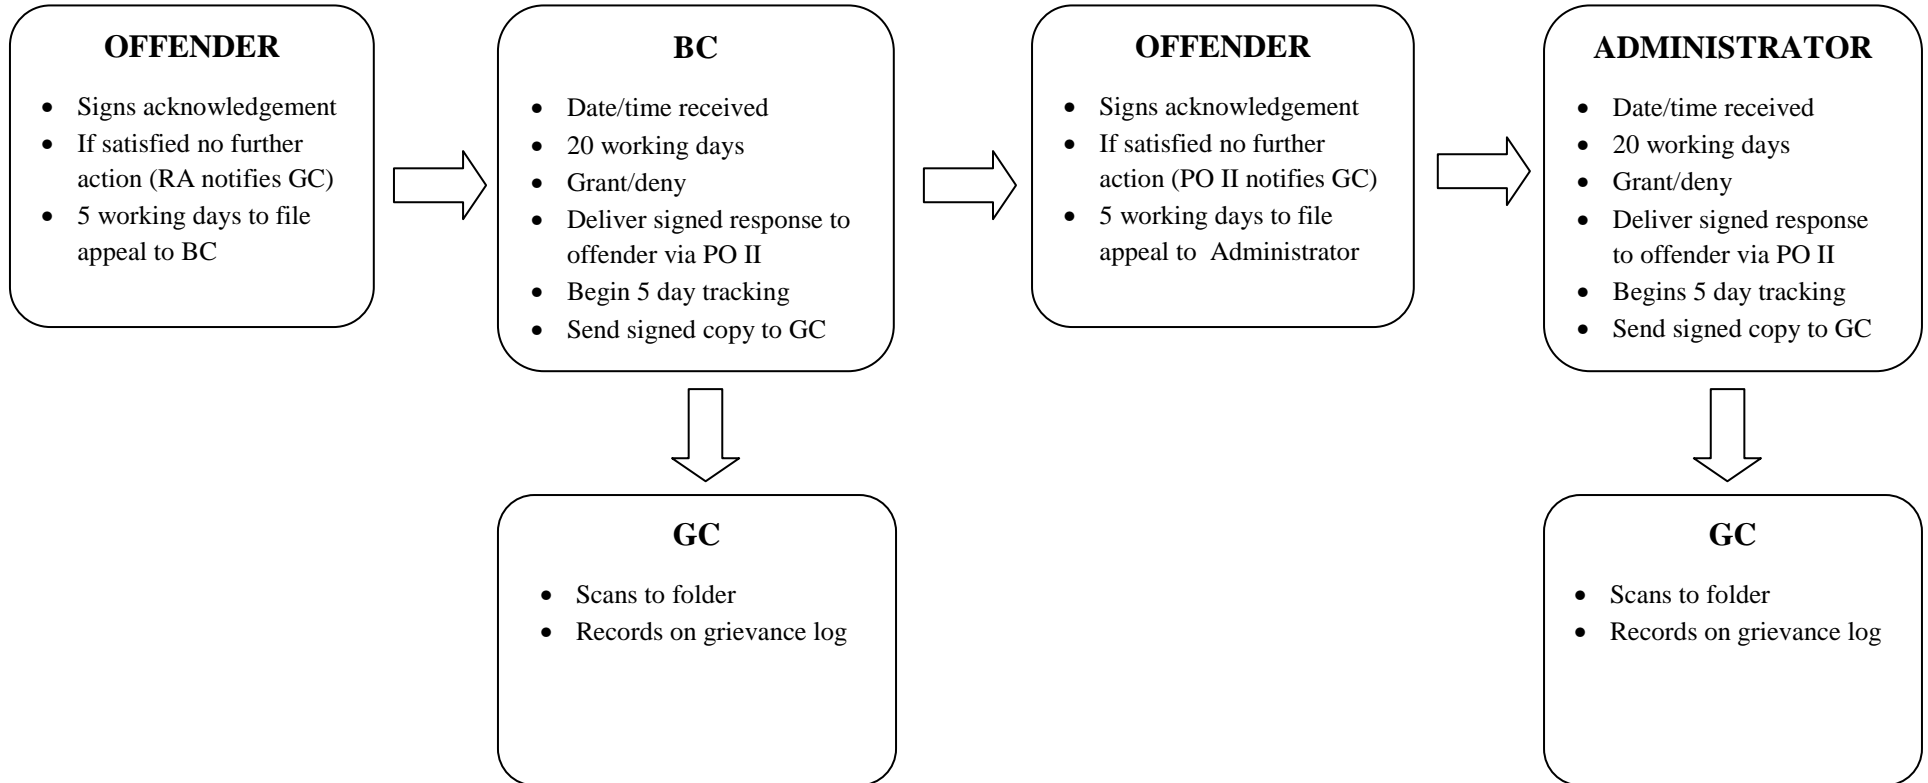 OFFENDER
• Signs acknowledgement
• If satisfied no further
action (RA notifies GC)
• 5 working days to file
appeal to BC
BC
• Date/time received
• 20 working days
• Grant/deny
• Deliver signed response to
offender via PO II
• Begin 5 day tracking
• Send signed copy to GC
OFFENDER
• Signs acknowledgement
• If satisfied no further
action (PO II notifies GC)
• 5 working days to file
appeal to Administrator
ADMINISTRATOR
• Date/time received
• 20 working days
• Grant/deny
• Deliver signed response
to offender via PO II
• Begins 5 day tracking
• Send signed copy to GC
GC
• Scans to folder
• Records on grievance log
GC
• Scans to folder
• Records on grievance log